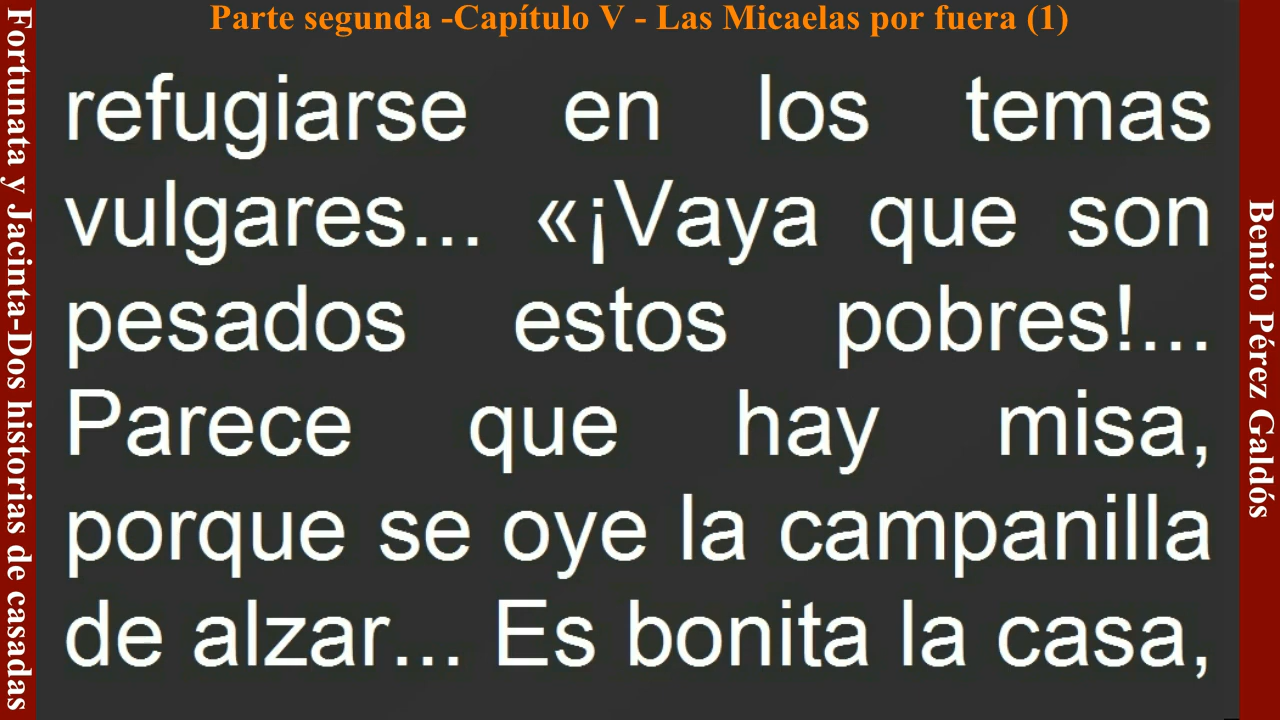 Parte segunda -Capítulo V - Las Micaelas por fuera (1)
Fortunata y Jacinta-Dos historias de casadas
refugiarse en los temas
vulgares... «¡Vaya que son
pesados estos pobres!...
Parece que hay misa,
porque se oye la campanilla
de alzar... Es bonita la casa,
Benito Pérez Galdós